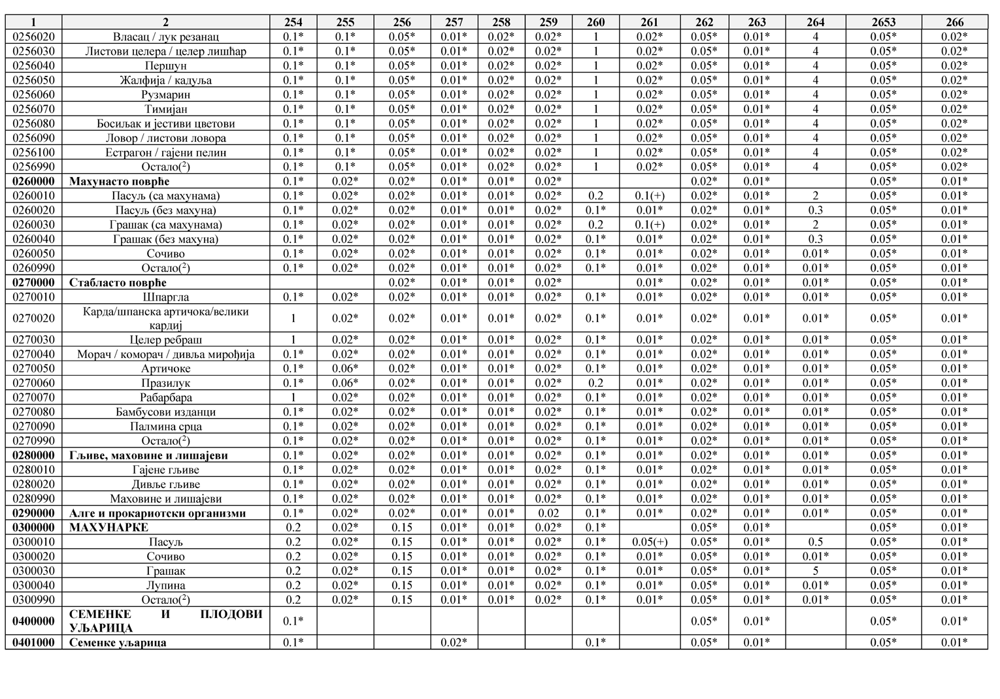 1 2 254 255 256 257 258 259 260 261 262 263 264 2653 266
0256020 Власац / лук резанац 0.1* 0.1* 0.05* 0.01* 0.02* 0.02* 1 0.02* 0.05* 0.01* 4 0.05* 0.02*
0256030 Листови целера / целер лишћар 0.1* 0.1* 0.05* 0.01* 0.02* 0.02* 1 0.02* 0.05* 0.01* 4 0.05* 0.02*
0256040 Першун 0.1* 0.1* 0.05* 0.01* 0.02* 0.02* 1 0.02* 0.05* 0.01* 4 0.05* 0.02*
0256050 Жалфија / кадуља 0.1* 0.1* 0.05* 0.01* 0.02* 0.02* 1 0.02* 0.05* 0.01* 4 0.05* 0.02*
0256060 Рузмарин 0.1* 0.1* 0.05* 0.01* 0.02* 0.02* 1 0.02* 0.05* 0.01* 4 0.05* 0.02*
0256070 Тимијан 0.1* 0.1* 0.05* 0.01* 0.02* 0.02* 1 0.02* 0.05* 0.01* 4 0.05* 0.02*
0256080 Босиљак и јестиви цветови 0.1* 0.1* 0.05* 0.01* 0.02* 0.02* 1 0.02* 0.05* 0.01* 4 0.05* 0.02*
0256090 Ловор / листови ловора 0.1* 0.1* 0.05* 0.01* 0.02* 0.02* 1 0.02* 0.05* 0.01* 4 0.05* 0.02*
0256100 Естрагон / гајени пелин 0.1* 0.1* 0.05* 0.01* 0.02* 0.02* 1 0.02* 0.05* 0.01* 4 0.05* 0.02*
0256990 Остало(²) 0.1* 0.1* 0.05* 0.01* 0.02* 0.02* 1 0.02* 0.05* 0.01* 4 0.05* 0.02*
0260000 Махунасто поврће 0.1* 0.02* 0.02* 0.01* 0.01* 0.02* 0.02* 0.01* 0.05* 0.01*
0260010 Пасуљ (са махунама) 0.1* 0.02* 0.02* 0.01* 0.01* 0.02* 0.2 0.1(+) 0.02* 0.01* 2 0.05* 0.01*
0260020 Пасуљ (без махуна) 0.1* 0.02* 0.02* 0.01* 0.01* 0.02* 0.1* 0.01* 0.02* 0.01* 0.3 0.05* 0.01*
0260030 Грашак (са махунама) 0.1* 0.02* 0.02* 0.01* 0.01* 0.02* 0.2 0.1(+) 0.02* 0.01* 2 0.05* 0.01*
0260040 Грашак (без махуна) 0.1* 0.02* 0.02* 0.01* 0.01* 0.02* 0.1* 0.01* 0.02* 0.01* 0.3 0.05* 0.01*
0260050 Сочиво 0.1* 0.02* 0.02* 0.01* 0.01* 0.02* 0.1* 0.01* 0.02* 0.01* 0.01* 0.05* 0.01*
0260990 Остало(²) 0.1* 0.02* 0.02* 0.01* 0.01* 0.02* 0.1* 0.01* 0.02* 0.01* 0.01* 0.05* 0.01*
0270000 Стабласто поврће 0.02* 0.01* 0.01* 0.02* 0.01* 0.02* 0.01* 0.01* 0.05* 0.01*
0270010 Шпаргла 0.1* 0.02* 0.02* 0.01* 0.01* 0.02* 0.1* 0.01* 0.02* 0.01* 0.01* 0.05* 0.01*
0270020 Карда/шпанска артичока/велики
кардиј 1 0.02* 0.02* 0.01* 0.01* 0.02* 0.1* 0.01* 0.02* 0.01* 0.01* 0.05* 0.01*
0270030 Целер ребраш 1 0.02* 0.02* 0.01* 0.01* 0.02* 0.1* 0.01* 0.02* 0.01* 0.01* 0.05* 0.01*
0270040 Морач / коморач / дивља мирођија 0.1* 0.02* 0.02* 0.01* 0.01* 0.02* 0.1* 0.01* 0.02* 0.01* 0.01* 0.05* 0.01*
0270050 Артичоке 0.1* 0.06* 0.02* 0.01* 0.01* 0.02* 0.1* 0.01* 0.02* 0.01* 0.01* 0.05* 0.01*
0270060 Празилук 0.1* 0.06* 0.02* 0.01* 0.01* 0.02* 0.2 0.01* 0.02* 0.01* 0.01* 0.05* 0.01*
0270070 Рабарбара 1 0.02* 0.02* 0.01* 0.01* 0.02* 0.1* 0.01* 0.02* 0.01* 0.01* 0.05* 0.01*
0270080 Бамбусови изданци 0.1* 0.02* 0.02* 0.01* 0.01* 0.02* 0.1* 0.01* 0.02* 0.01* 0.01* 0.05* 0.01*
0270090 Палмина срца 0.1* 0.02* 0.02* 0.01* 0.01* 0.02* 0.1* 0.01* 0.02* 0.01* 0.01* 0.05* 0.01*
0270990 Остало(²) 0.1* 0.02* 0.02* 0.01* 0.01* 0.02* 0.1* 0.01* 0.02* 0.01* 0.01* 0.05* 0.01*
0280000 Гљиве, маховине и лишајеви 0.1* 0.02* 0.02* 0.01* 0.01* 0.02* 0.1* 0.01* 0.02* 0.01* 0.01* 0.05* 0.01*
0280010 Гајене гљиве 0.1* 0.02* 0.02* 0.01* 0.01* 0.02* 0.1* 0.01* 0.02* 0.01* 0.01* 0.05* 0.01*
0280020 Дивље гљиве 0.1* 0.02* 0.02* 0.01* 0.01* 0.02* 0.1* 0.01* 0.02* 0.01* 0.01* 0.05* 0.01*
0280990 Маховине и лишајеви 0.1* 0.02* 0.02* 0.01* 0.01* 0.02* 0.1* 0.01* 0.02* 0.01* 0.01* 0.05* 0.01*
0290000 Алге и прокариотски организми 0.1* 0.02* 0.02* 0.01* 0.01* 0.02 0.1* 0.01* 0.02* 0.01* 0.01* 0.05* 0.01*
0300000 МАХУНАРКЕ 0.2 0.02* 0.15 0.01* 0.01* 0.02* 0.1* 0.05* 0.01* 0.05* 0.01*
0300010 Пасуљ 0.2 0.02* 0.15 0.01* 0.01* 0.02* 0.1* 0.05(+) 0.05* 0.01* 0.5 0.05* 0.01*
0300020 Сочиво 0.2 0.02* 0.15 0.01* 0.01* 0.02* 0.1* 0.01* 0.05* 0.01* 0.01* 0.05* 0.01*
0300030 Грашак 0.2 0.02* 0.15 0.01* 0.01* 0.02* 0.1* 0.01* 0.05* 0.01* 5 0.05* 0.01*
0300040 Лупина 0.2 0.02* 0.15 0.01* 0.01* 0.02* 0.1* 0.01* 0.05* 0.01* 0.01* 0.05* 0.01*
0300990 Остало(²) 0.2 0.02* 0.15 0.01* 0.01* 0.02* 0.1* 0.01* 0.05* 0.01* 0.01* 0.05* 0.01*
0400000 СЕМЕНКЕ И ПЛОДОВИ
УЉАРИЦА 0.1* 0.05* 0.01* 0.05* 0.01*
0401000 Семенке уљарица 0.1* 0.02* 0.1* 0.05* 0.01* 0.05* 0.01*